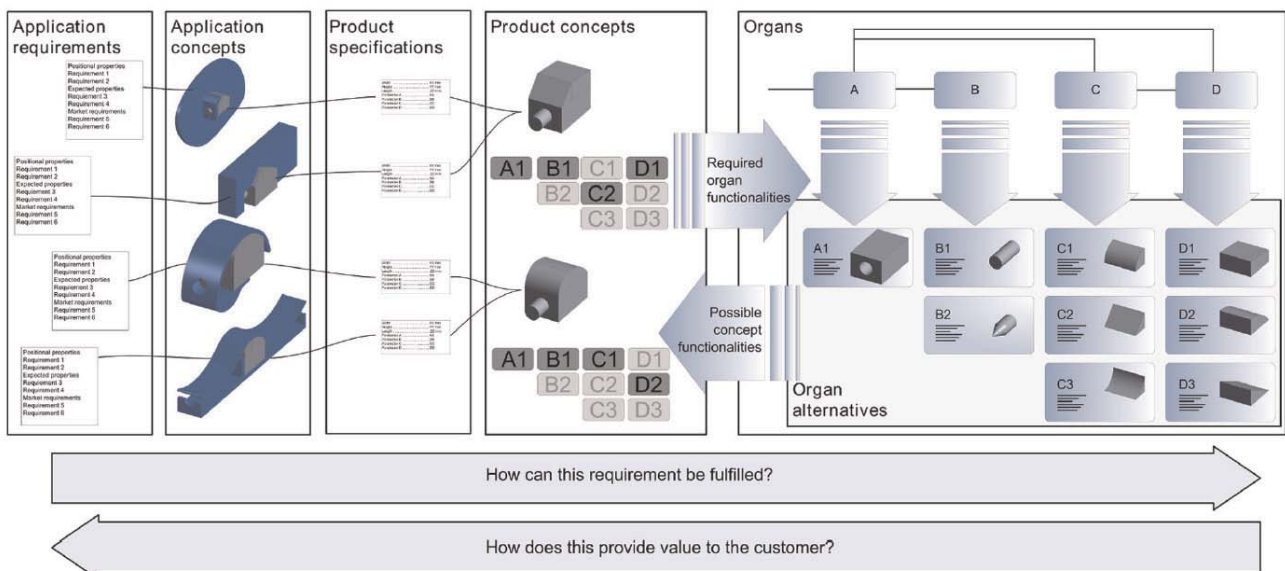 Application
requirements
Positional properties
Requirement 1
Requirement 2
Expected properties
Requirement 3
Requirement 4
Market requirements
Requirement 5
Requirement 6
Positional properties
Requirement 1
Requirement 2
Expected properties
Requirement 3
Requirement 4
Market requirements
Requirement 5
Requirement 6
Positional properties
Requirement 1
Requirement 2
Expected properties
Requirement 3
Requirement 4
Market requirements
Requirement 5
Requirement 6
Positional properties
Requirement 1
Requirement 2
Expected properties
Requirement 3
Requirement 4
Market requirements
Requirement 5
Requirement 6
Application
concepts
Product
specifications
Product concepts
A1 B1 C1 D1
B2 C2 D2
C3 D3
A1 B1 C1 D1
B2 C2 D2
C3 D3
Required
organ
functionalities
Possible
concept
functionalities
Organs
A B C D
A1 B1 C1 D1
B2 C2 D2
C3 D3
Organ
alternatives
How can this requirement be fulfilled?
How does this provide value to the customer?